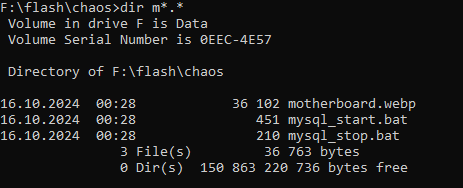 F:\flash\chaos>dir m*.*
 Volume in drive F is Data
 Volume Serial Number is 0EEC-4E57

 Directory of F:\flash\chaos

16.10.2024  00:28            36 102 motherboard.webp
16.10.2024  00:28               451 mysql_start.bat
16.10.2024  00:28               210 mysql_stop.bat
               3 File(s)         36 763 bytes
               0 Dir(s)  150 863 220 736 bytes free